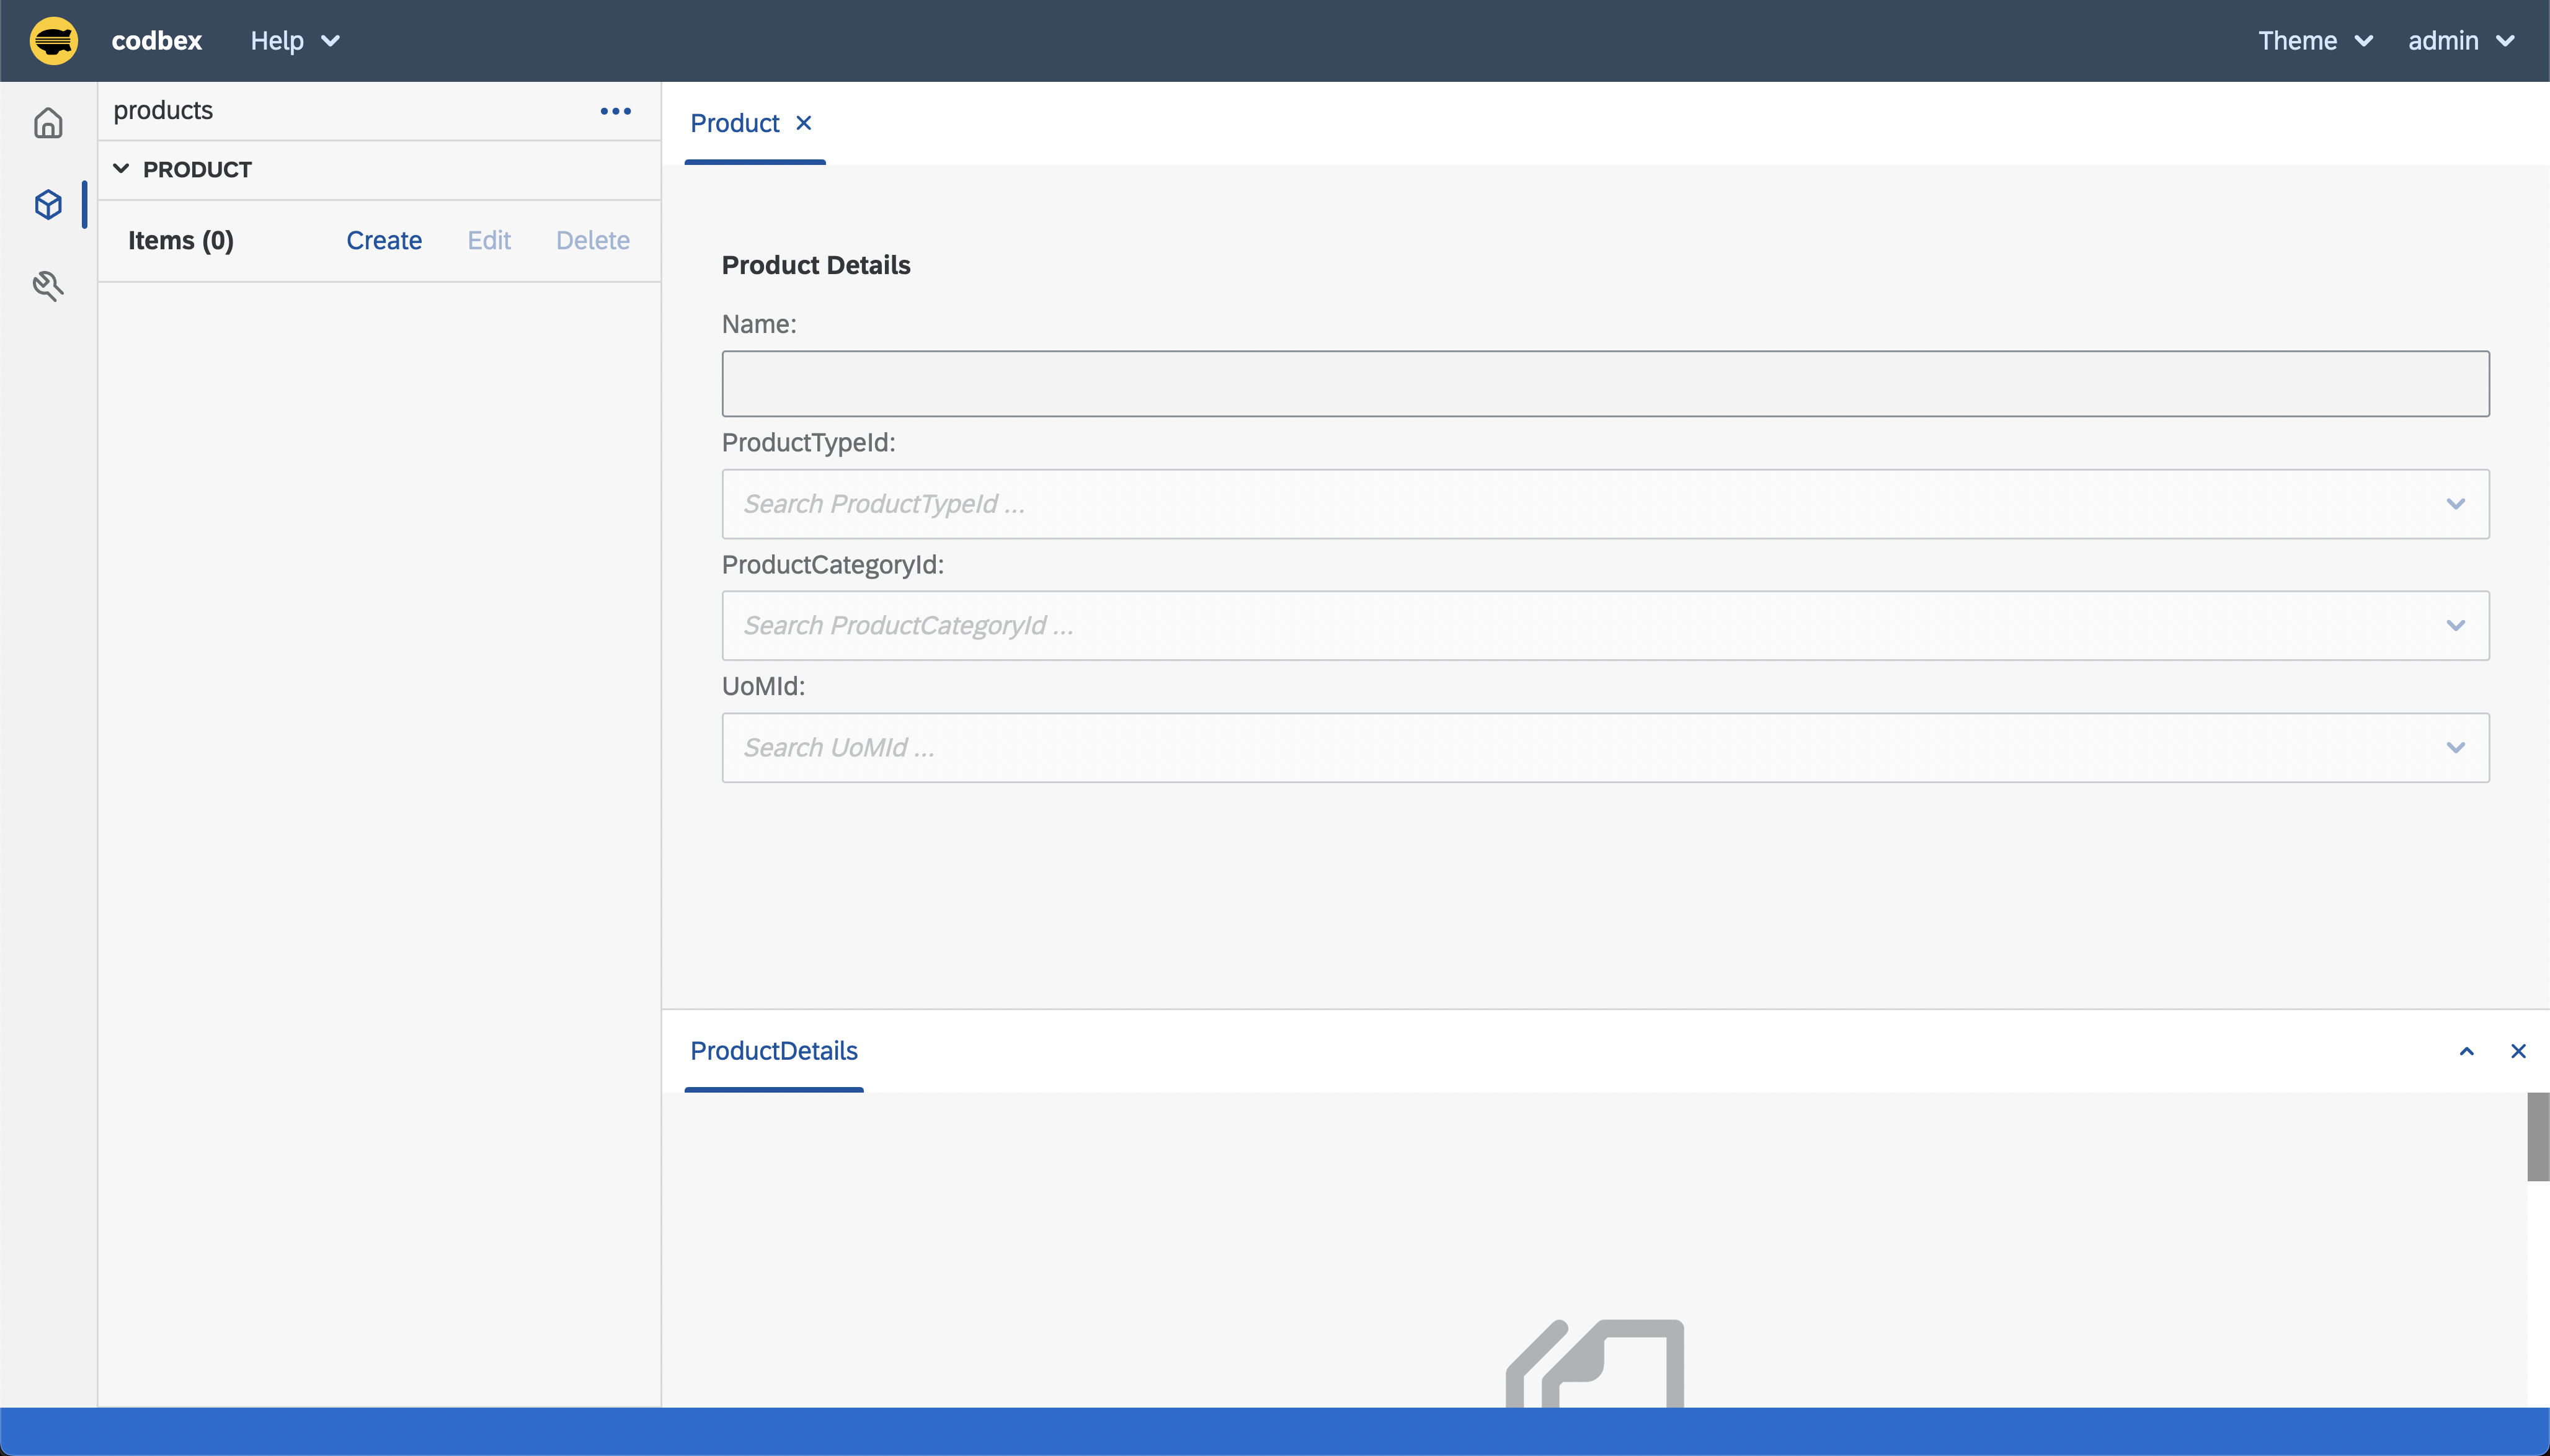 codbex Help Theme admin
products
PRODUCT
Items (0) Create Edit Delete
Product
Product Details
Name:
ProductTypeId:
Search ProductTypeId ...
ProductCategoryId:
Search ProductCategoryId ...
UoMId:
Search UoMId ...
ProductDetails